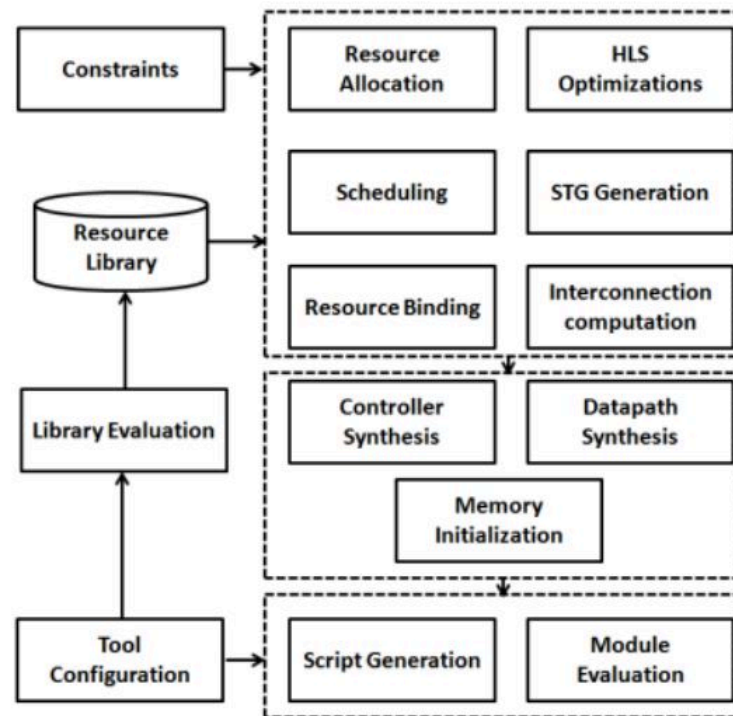 Constraints
Resource
Allocation
HLS
Optimizations
Resource
Library
Scheduling
STG Generation
Resource Binding
Interconnection
computation
Library Evaluation
Controller
Synthesis
Datapath
Synthesis
Memory
Initialization
Tool
Configuration
Script Generation
Module
Evaluation